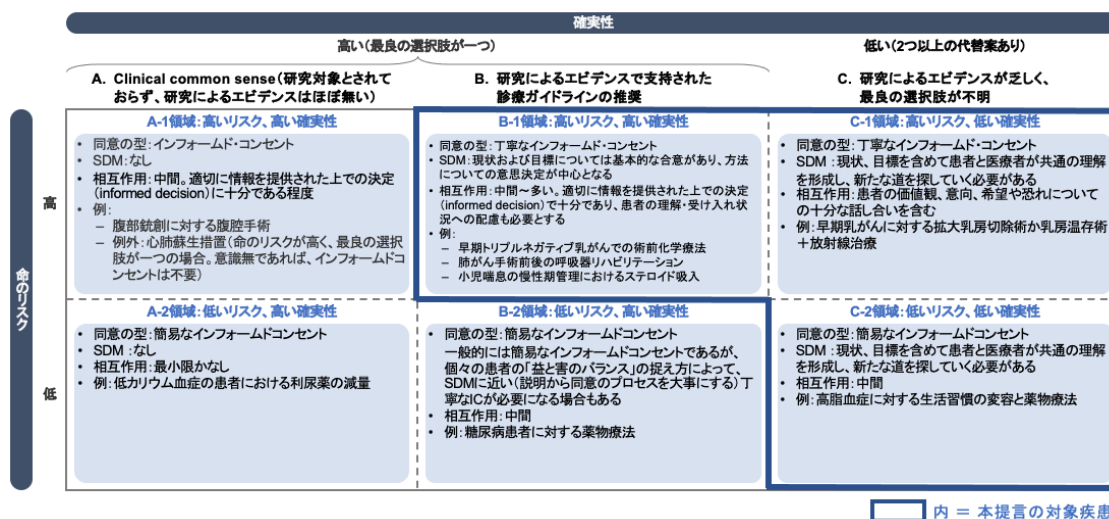 確実性
高い（最良の選択肢が一つ）
低い（2つ以上の代替案あり）
A. Clinical common sense（研究対象とされて
おらず、研究によるエビデンスはほぼ無い）
B. 研究によるエビデンスで支持された
診療ガイドラインの推奨
C. 研究によるエビデンスが乏しく、
最良の選択肢が不明
命のリスク
高
A-1領域：高いリスク、高い確実性
• 同意の型：インフォームド・コンセント
• SDM：なし
• 相互作用：中間。適切に情報を提供された上での決定
（informed decision）に十分である程度
• 例：
– 腹部銃創に対する腹腔手術
– 例外：心肺蘇生措置（命のリスクが高く、最良の選択
肢が一つの場合。意識無であれば、インフォームドコ
ンセントは不要）
B-1領域：高いリスク、低い確実性
• 同意の型：丁寧なインフォームド・コンセント
• SDM：現状および目標については基本的な合意があり、方法
についての意思決定が中心となる
• 相互作用：中間～多い。適切に情報を提供された上での決定
（informed decision）で十分であり、患者の理解・受け入れ状
況への配慮も必要とする
• 例：
– 早期トリプルネガティブ乳がんでの術前化学療法
– 肺がん手術前後の呼吸器リハビリテーション
– 小児喘息の慢性期管理におけるステロイド吸入
C-1領域：高いリスク、低い確実性
• 同意の型：丁寧なインフォームド・コンセント
• SDM：現状、目標を含めて患者と医療者が共通の理解
を形成し、新たな道を探していく必要がある
• 相互作用：患者の価値観、意向、希望や恐れについて
の十分な話し合いを含む
• 例：早期乳がんに対する拡大乳房切除術か乳房温存術
＋放射線治療
低
A-2領域：低いリスク、高い確実性
• 同意の型：簡易なインフォームドコンセント
• SDM：なし
• 相互作用：最小限かなし
• 例：低カリウム血症の患者における利尿薬の減量
B-2領域：低いリスク、高い確実性
• 同意の型：簡易なインフォームドコンセント
一般的には簡易なインフォームドコンセントであるが、
個々の患者の「益と害のバランス」の捉え方によって、
SDMに近い（説明から同意のプロセスを大事にする）丁
寧なICが必要になる場合もある
• 相互作用：中間
• 例：糖尿病患者に対する薬物療法
C-2領域：低いリスク、低い確実性
• 同意の型：簡易なインフォームドコンセント
• SDM：現状、目標を含めて患者と医療者が共通の理解
を形成し、新たな道を探していく必要がある
• 相互作用：中間
• 例：高脂血症に対する生活習慣の変容と薬物療法
内 ＝ 本提言の対象疾患